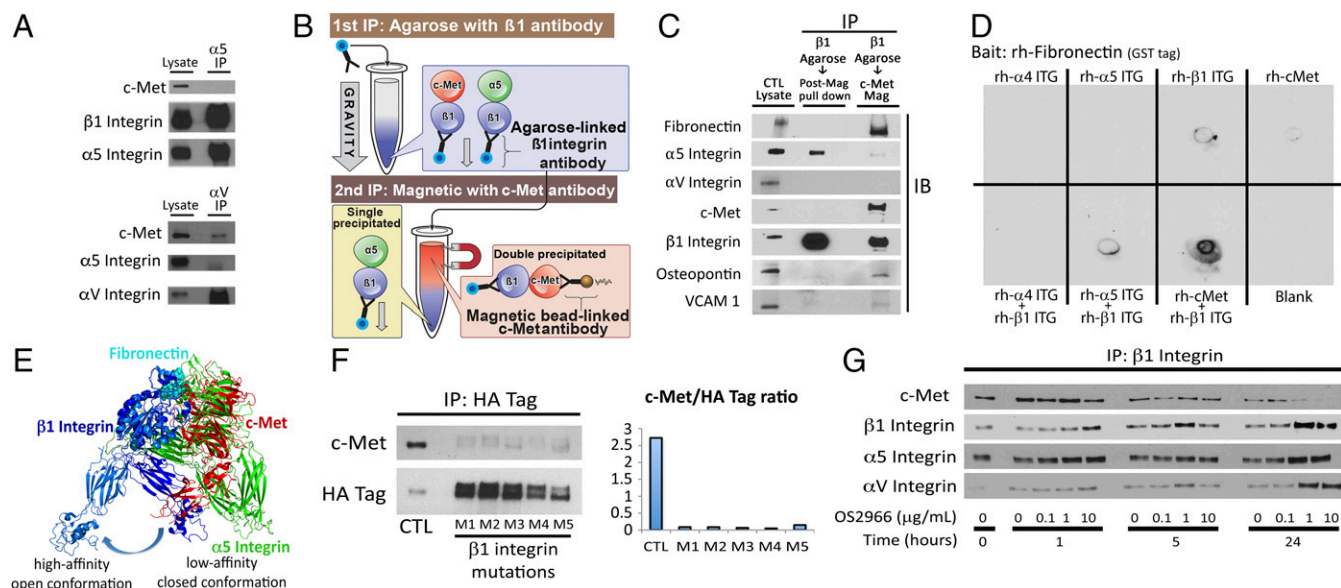 A
Lysate
α5
IP
c-Met
β1 Integrin
α5 Integrin
Lysate
αV
IP
c-Met
α5 Integrin
αV Integrin
B
1st IP: Agarose with ß1 antibody
GRAVITY
c-Met
α5
ß1
ß1
Agarose-linked
ß1integrin
antibody
2nd IP: Magnetic with c-Met antibody
Single
precipitated
α5
ß1
Double precipitated
ß1
c-Met
Magnetic bead-linked
c-Metantibody
C
IP
CTL
Lysate
β1
Agarose
Post-Mag
pull down
β1
Agarose
c-Met
Mag
Fibronectin
α5 Integrin
αV Integrin
c-Met
β1 Integrin
Osteopontin
VCAM 1
IB
D
Bait: rh-Fibronectin (GST tag)
rh-α4 ITG
rh-α5 ITG
rh-β1 ITG
rh-cMet
rh-α4 ITG
+
rh-β1 ITG
rh-α5 ITG
+
rh-β1 ITG
rh-cMet
+
rh-β1 ITG
Blank
E
Fibronectin
β1 Integrin
c-Met
α5 Integrin
high-affinity
open conformation
low-affinity
closed conformation
F
IP: HA Tag
c-Met
HA Tag
CTL
M1 M2 M3 M4 M5
β1 integrin
mutations
c-Met/HA Tag ratio
3
2.5
2
1.5
1
0.5
0
CTL M1 M2 M3 M4 M5
G
IP: β1 Integrin
c-Met
β1 Integrin
α5 Integrin
αV Integrin
OS2966 (µg/mL) 0 0 0.1 1 10 0 0.1 1 10 0 0.1 1 10
Time (hours) 0 1 5 24